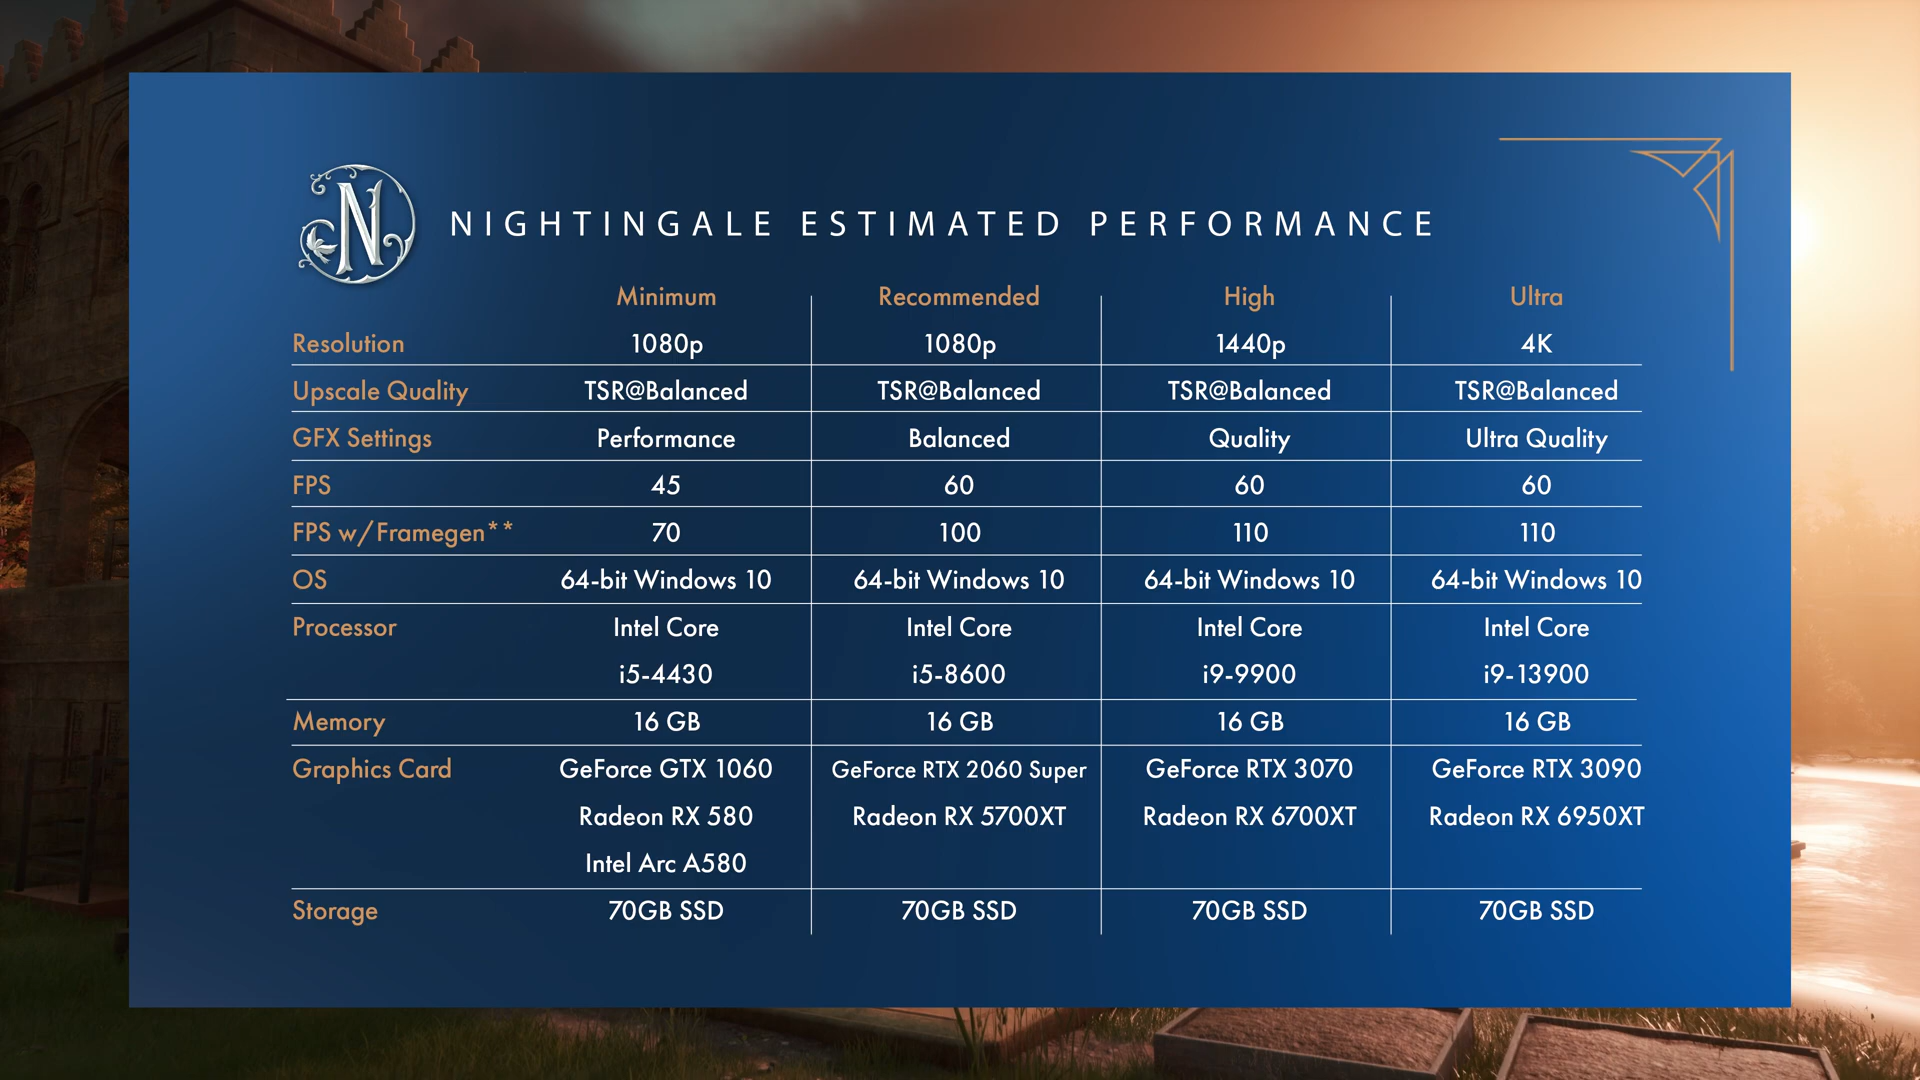 N
NIGHTINGALE ESTIMATED PERFORMANCE
Minimum Recommended High Ultra
Resolution 1080p 1080p 1440p 4K
Upscale Quality TSR@Balanced TSR@Balanced TSR@Balanced TSR@Balanced
GFX Settings Performance Balanced Quality Ultra Quality
FPS 45 60 60 60
FPS w/Framegen** 70 100 110 110
OS 64-bit Windows 10 64-bit Windows 10 64-bit Windows 10 64-bit Windows 10
Processor Intel Core Intel Core Intel Core Intel Core
i5-4430 i5-8600 i9-9900 i9-13900
Memory 16 GB 16 GB 16 GB 16 GB
Graphics Card GeForce GTX 1060 GeForce RTX 2060 Super GeForce RTX 3070 GeForce RTX 3090
Radeon RX 580 Radeon RX 5700XT Radeon RX 6700XT Radeon RX 6950XT
Intel Arc A580
Storage 70GB SSD 70GB SSD 70GB SSD 70GB SSD